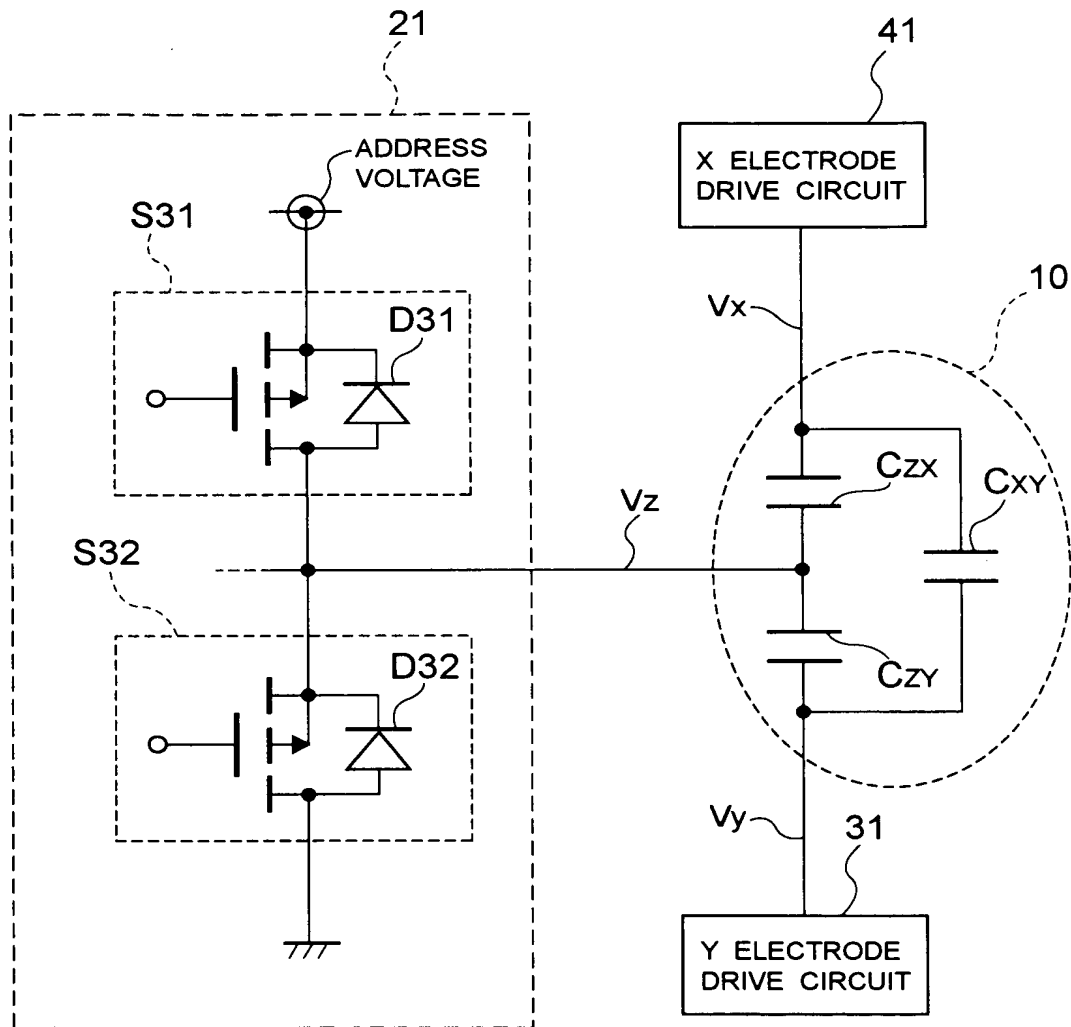 21
41
ADDRESS
VOLTAGE
X ELECTRODE
DRIVE CIRCUIT
S31
10
Vx
D31
CZX
CXY
Vz
S32
D32
CZY
Vy
31
Y ELECTRODE
DRIVE CIRCUIT